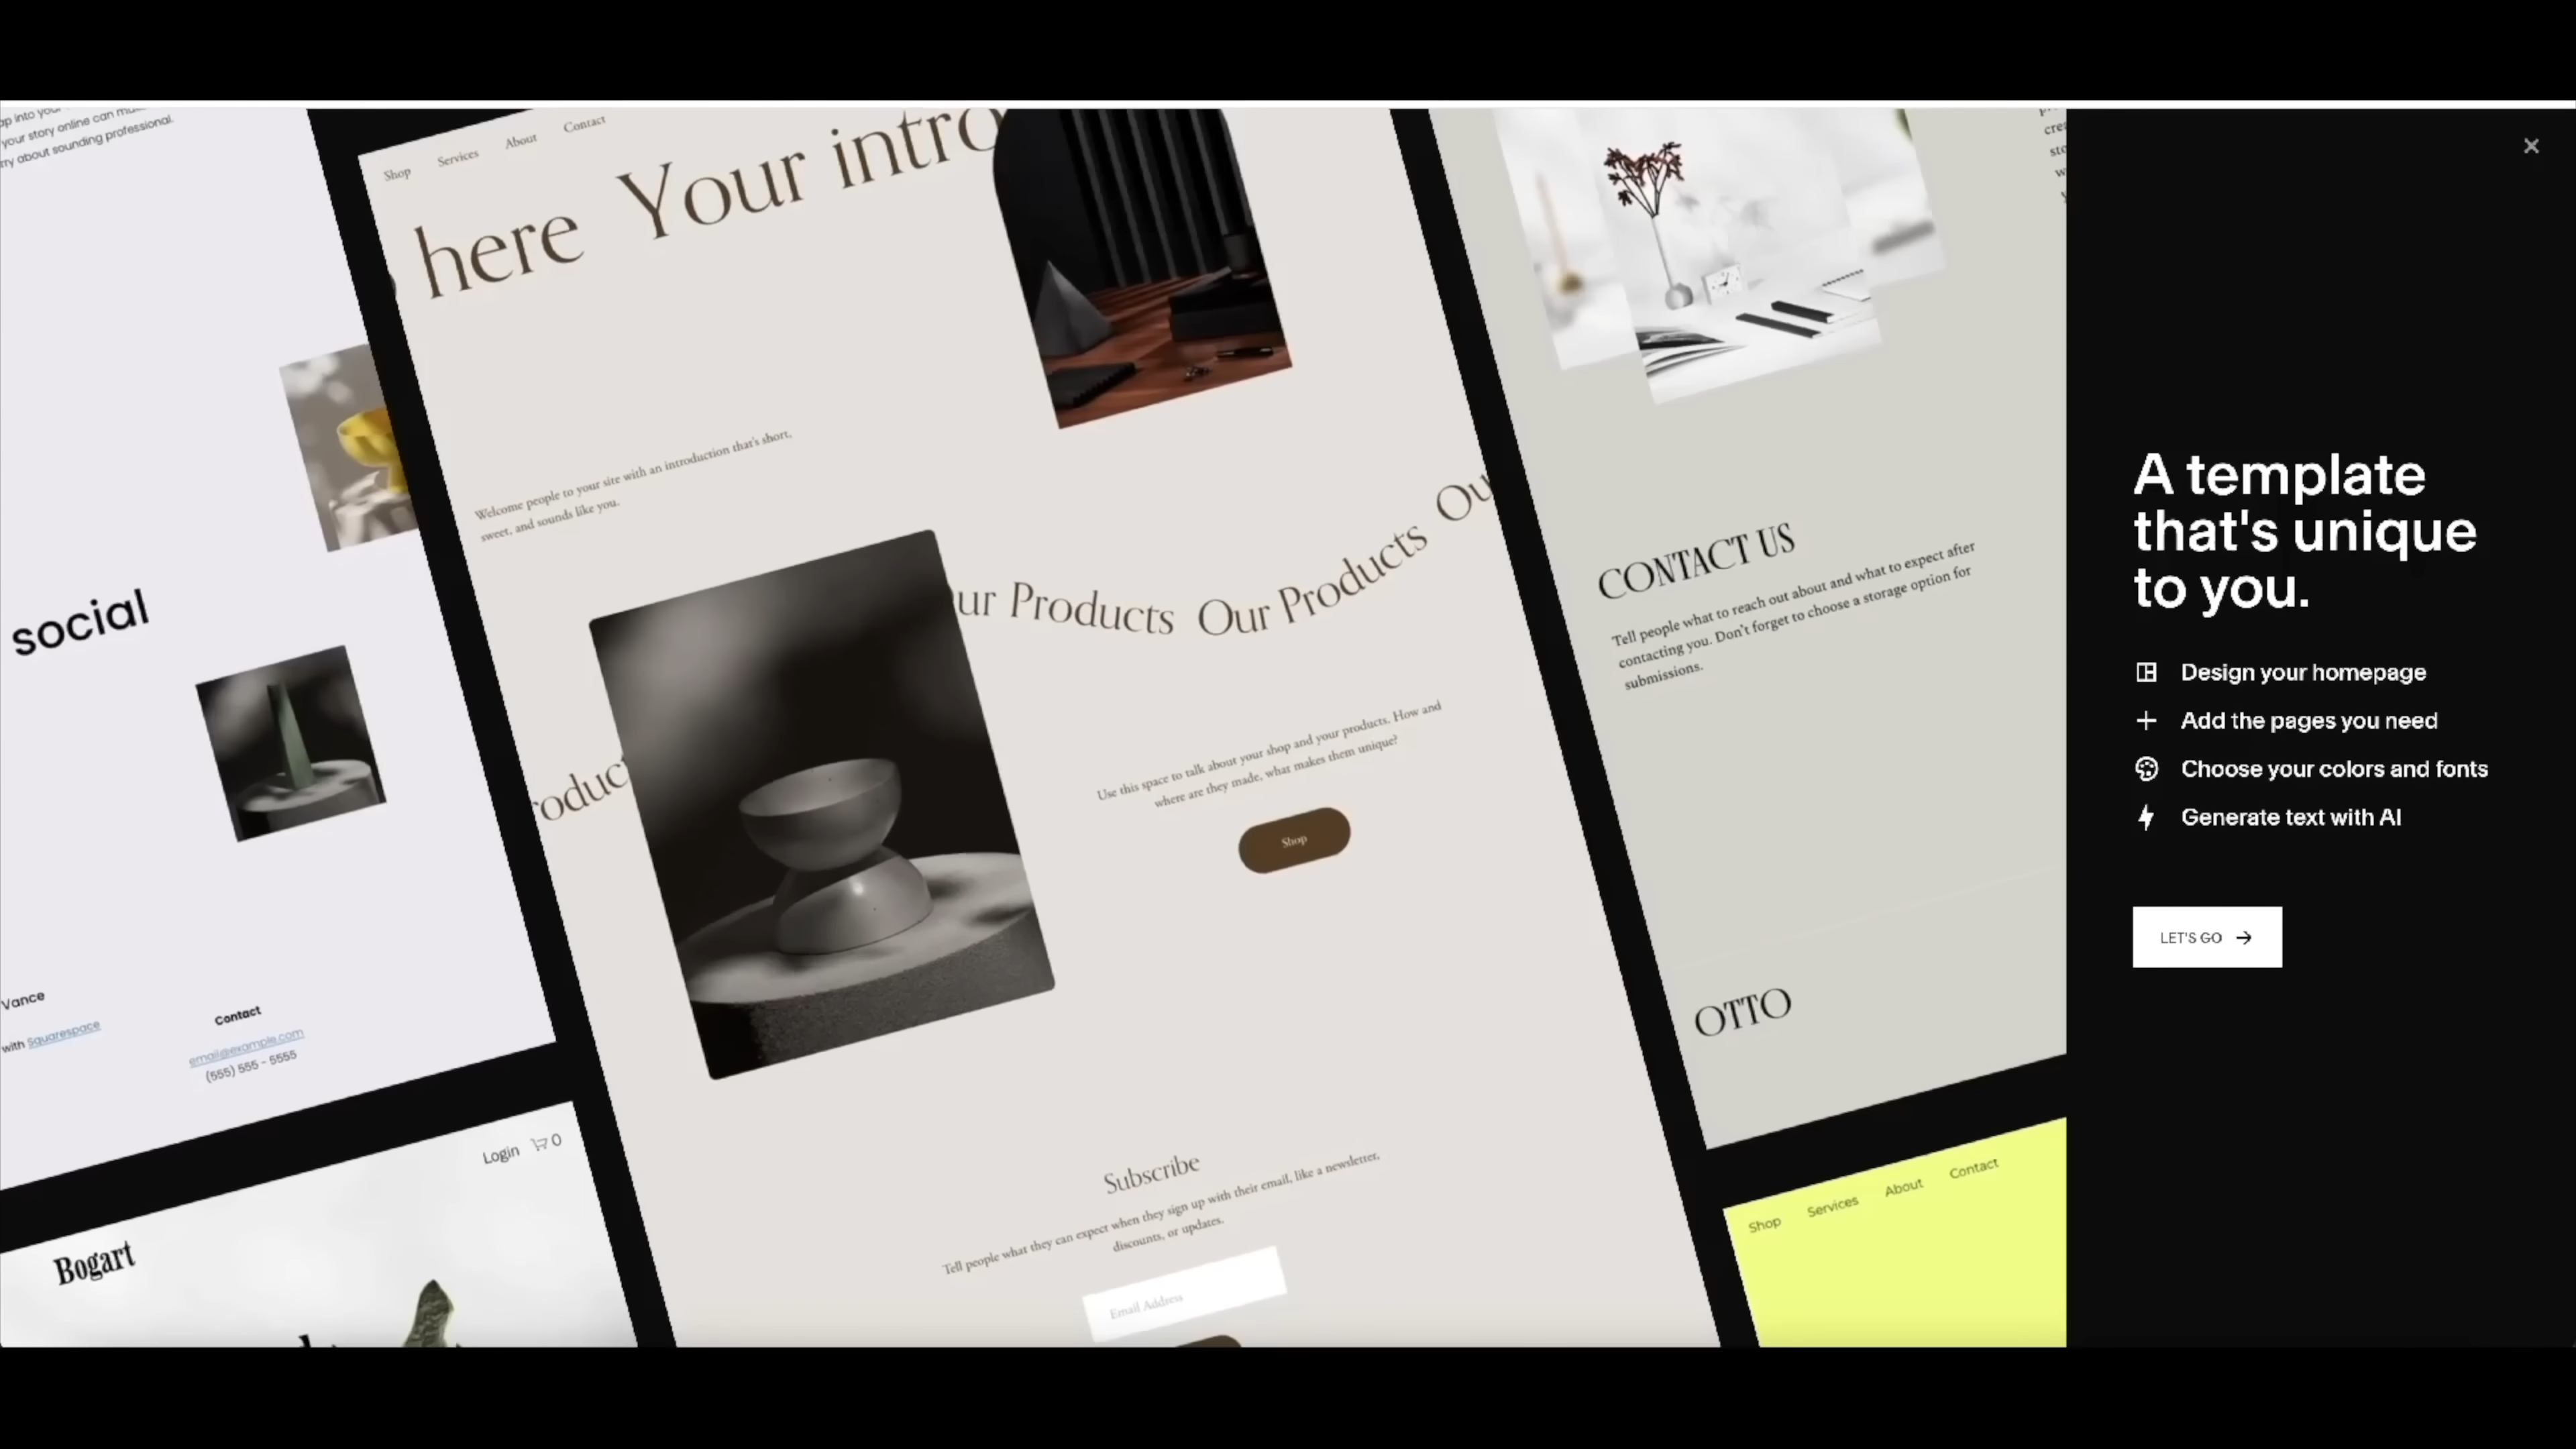 your story online can
about sounding professional.
social
Vance
with Squarespace
Contact
email@example.com
(555) 555 - 5555
Login 0
Bogart
Shop Services About Contact
here Your intro
Welcome people to your site with an introduction that's short,
sweet, and sounds like you.
Our Products
Use this space to talk about your shop and your products. How and
where are they made, what makes them unique?
Shop
Subscribe
Tell people what they can expect when they sign up with their email, like a newsletter,
discounts, or updates.
Email Address
CONTACT US
Tell people what to reach out about and what to expect after
contacting you. Don't forget to choose a storage option for
submissions.
OTTO
Shop Services About Contact
A template
that's unique
to you.
Design your homepage
Add the pages you need
Choose your colors and fonts
Generate text with AI
LET'S GO